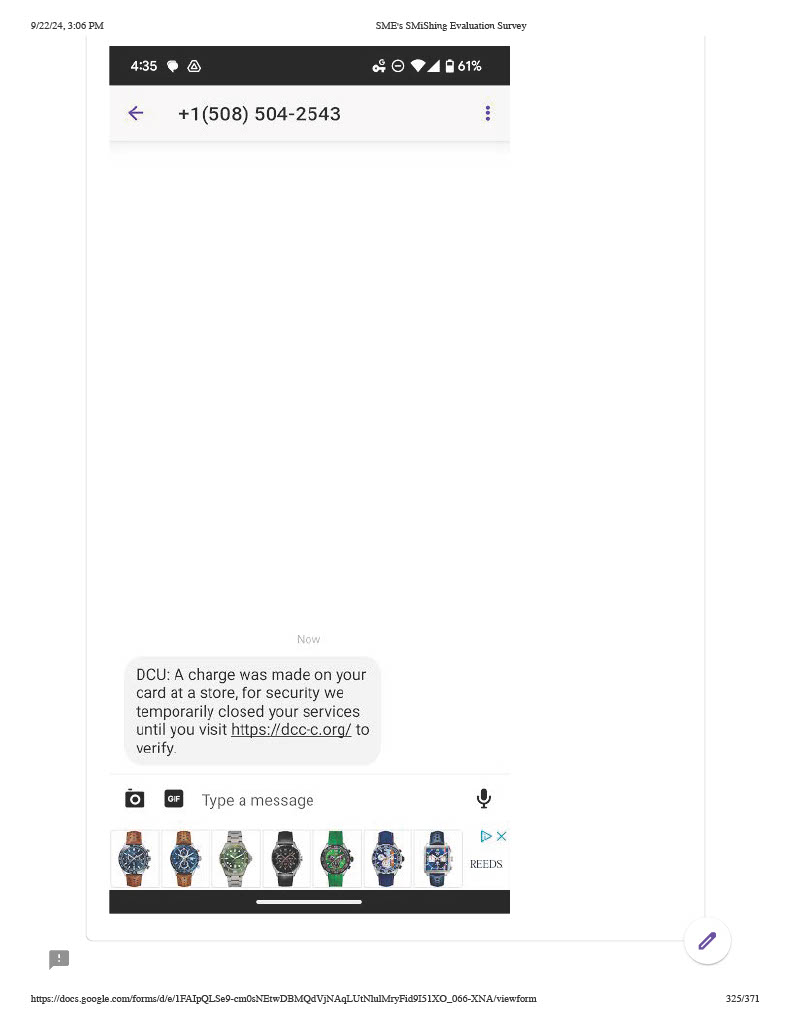 9/22/24, 3:06 PM
SME's SMiShing Evaluation Survey
4:35
61%
+1(508) 504-2543
Now
DCU: A charge was made on your
card at a store, for security we
temporarily closed your services
until you visit https://dcc-c.org/ to
verify.
GIF
Type a message
REEDS
https://docs.google.com/forms/d/e/1FAIpQLSe9-cm0sNEtwDBMQdVjNAqLUtNlulMryFid9I51XO_066-XNA/viewform
325/371